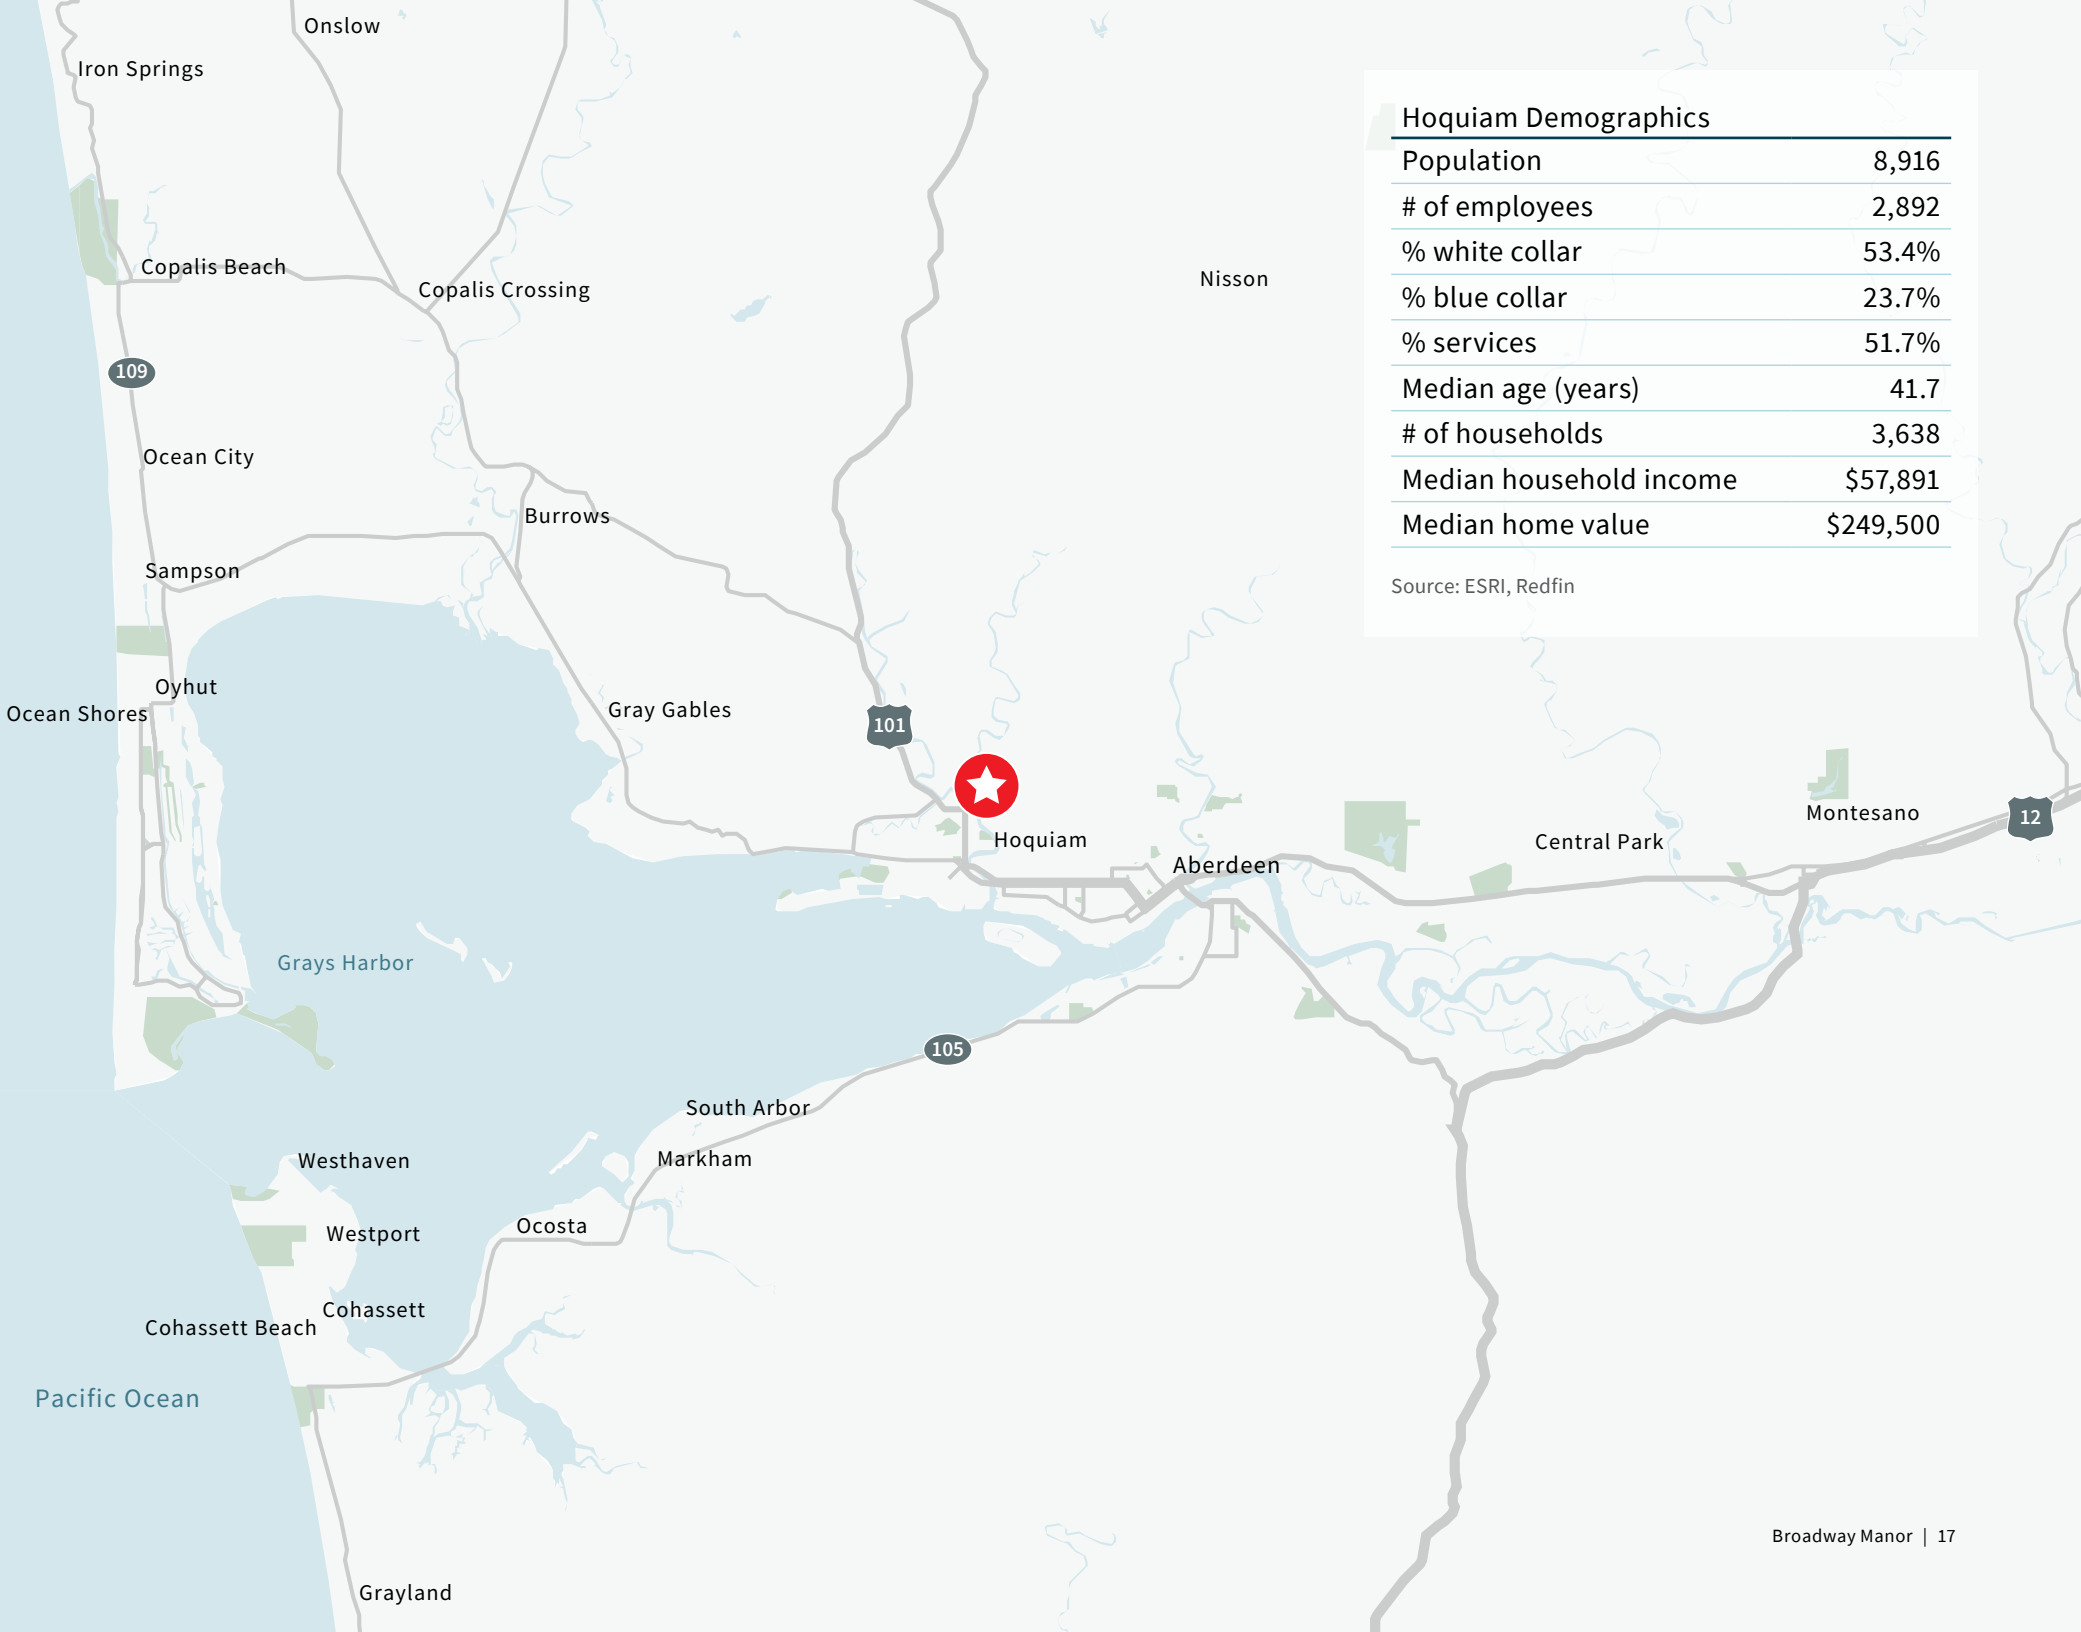 Onslow
Iron Springs
Hoquiam Demographics
Population 8,916
# of employees 2,892
% white collar 53.4%
% blue collar 23.7%
% services 51.7%
Median age (years) 41.7
# of households 3,638
Median household income $57,891
Median home value $249,500
Source: ESRI, Redfin
Copalis Beach
Copalis Crossing
Nisson
109
Ocean City
Burrows
Sampson
Oyhut
Ocean Shores
Gray Gables
101
Hoquiam
Aberdeen
Central Park
Montesano
12
Grays Harbor
105
South Arbor
Markham
Westhaven
Westport
Ocosta
Cohassett
Cohassett Beach
Pacific Ocean
Grayland
Broadway Manor | 17